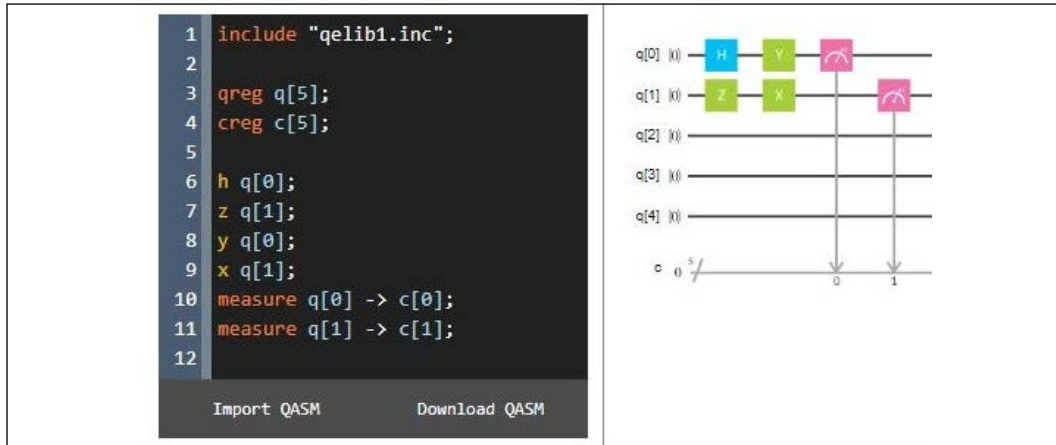 1 include "qelib1.inc";
2
3 qreg q[5];
4 creg c[5];
5
6 h q[0];
7 z q[1];
8 y q[0];
9 x q[1];
10 measure q[0] -> c[0];
11 measure q[1] -> c[1];
12
Import QASM Download QASM
q[0] |0⟩ H Y
q[1] |0⟩ Z X
q[2] |0⟩
q[3] |0⟩
q[4] |0⟩
c 0 5
0 1